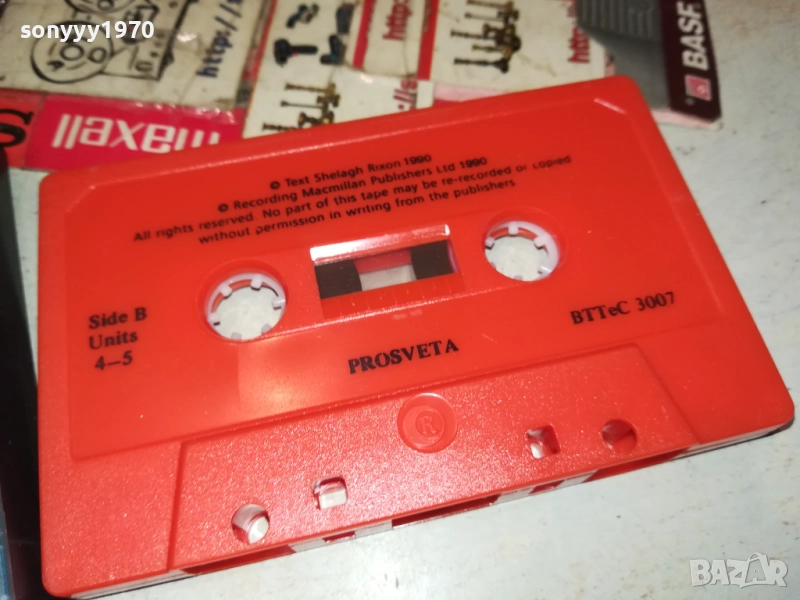 sonyyy1970
http://s
BASF
maxell
© Text Shelagh Rixon 1990
© Recording Macmillan Publishers Ltd 1990
All rights reserved. No part of this tape may be re-recorded or copied
without permission in writing from the publishers
Side B
Units
4–5
PROSVETA
BTTeC 3007
®
BAZAR